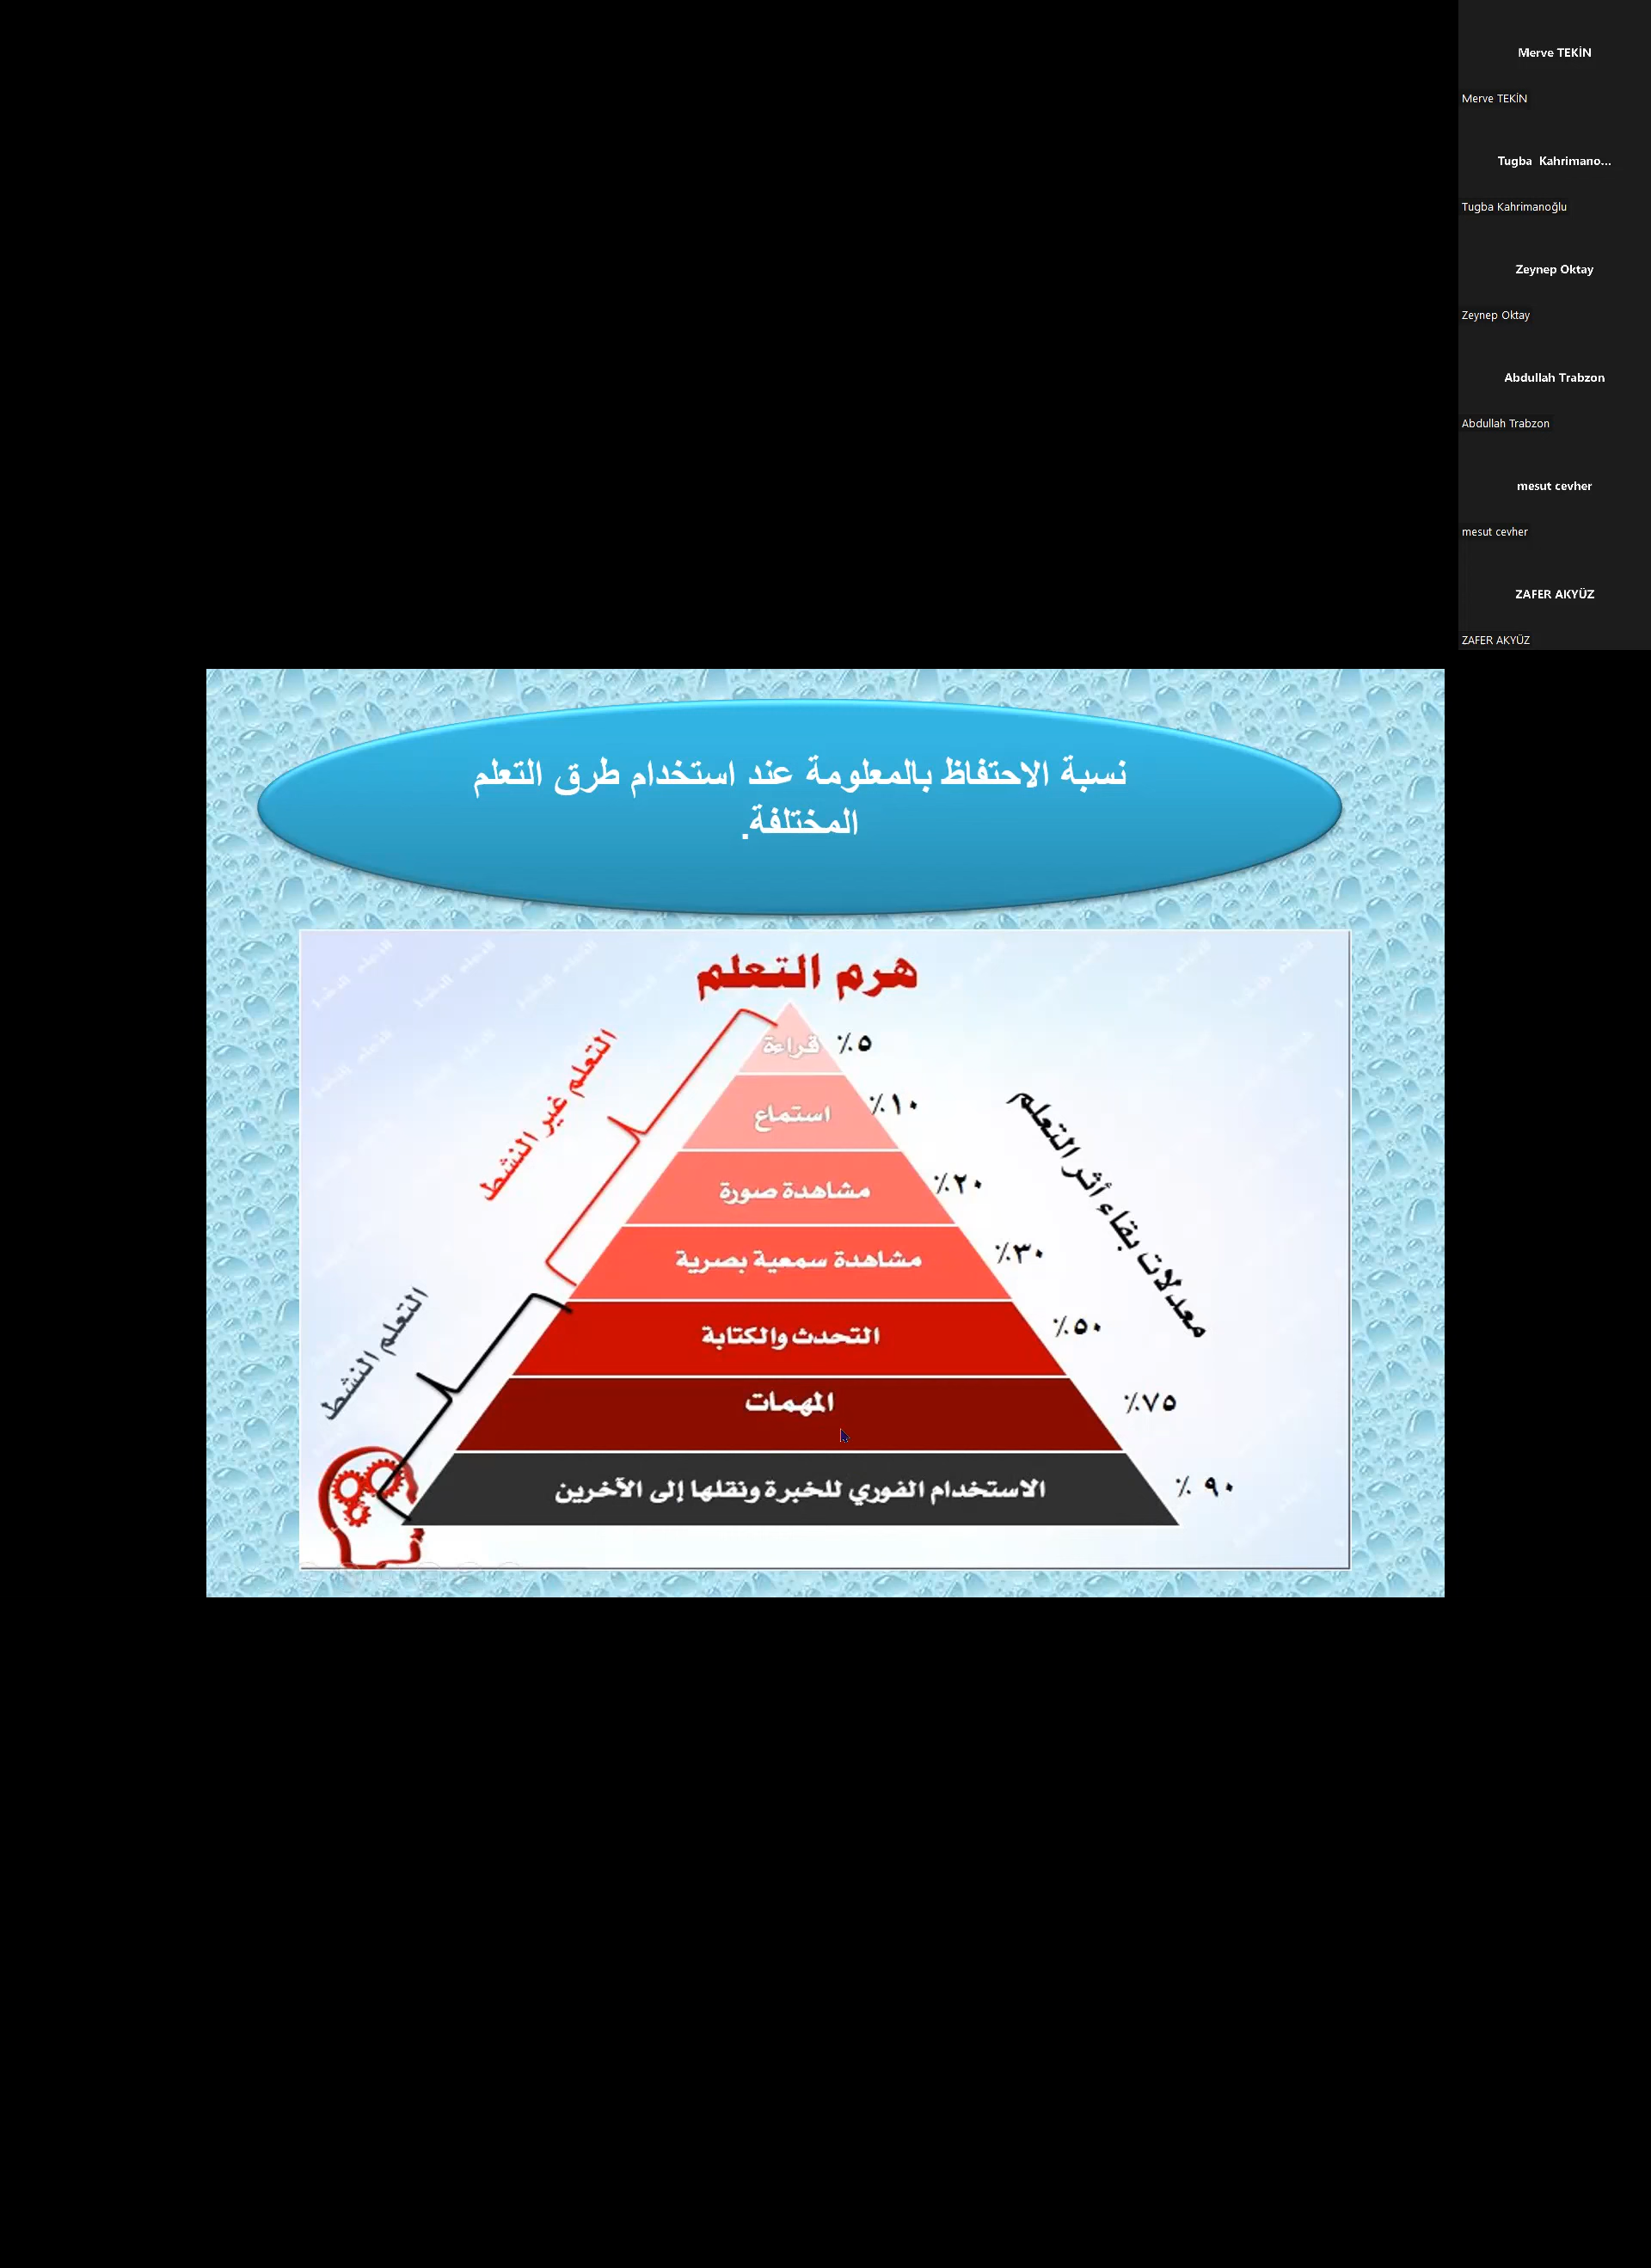 Merve TEKİN
Merve TEKİN
Tugba Kahrimano...
Tugba Kahrimanoğlu
Zeynep Oktay
Zeynep Oktay
Abdullah Trabzon
Abdullah Trabzon
mesut cevher
mesut cevher
ZAFER AKYÜZ
ZAFER AKYÜZ
نسبة الاحتفاظ بالمعلومة عند استخدام طرق التعلم
المختلفة.
هرم التعلم
قراءة ٥٪
استماع ١٠٪
مشاهدة صورة ٢٠٪
مشاهدة سمعية بصرية ٣٠٪
التحدث والكتابة ٥٠٪
المهمات ٧٥٪
الاستخدام الفوري للخبرة ونقلها إلى الآخرين ٩٠ ٪
التعلم غير النشط
التعلم النشط
معدلات بقاء أثر التعلم